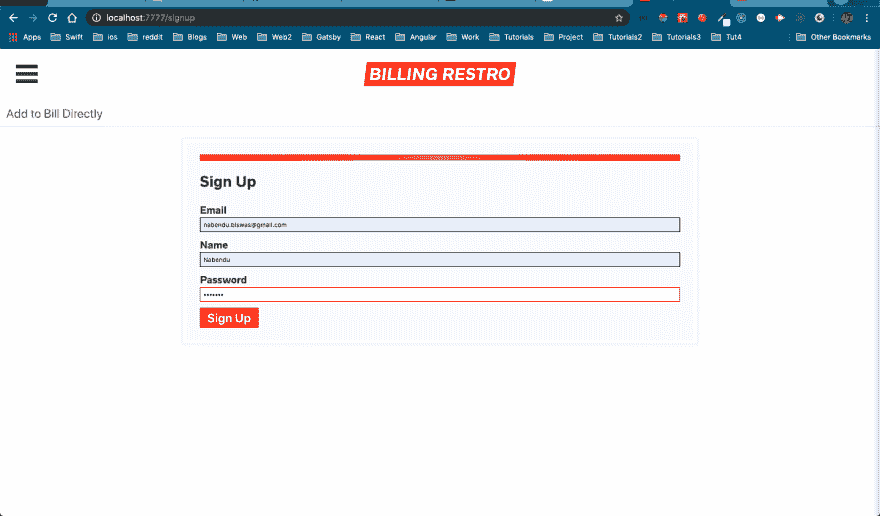 localhost:7777/signup
Apps Swift ios reddit Blogs Web Web2 Gatsby React Angular Work Tutorials Project Tutorials2 Tutorials3 Tut4 Other Bookmarks
BILLING RESTRO
Add to Bill Directly
Sign Up
Email
nabendu.biswas@gmail.com
Name
Nabendu
Password
•••••••
Sign Up